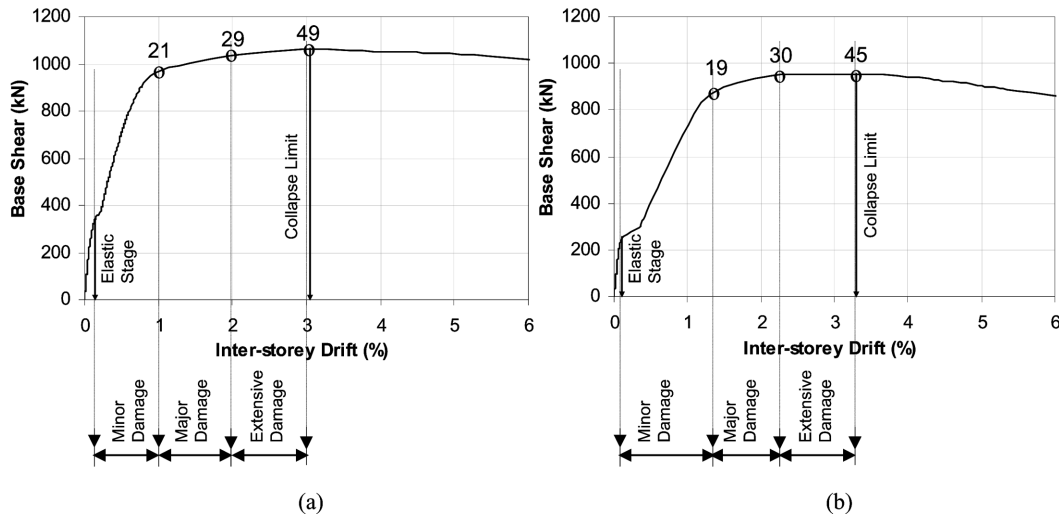 1200
1000
800
600
400
200
0
Base Shear (kN)
21
29
49
Elastic
Stage
Collapse Limit
0 1 2 3 4 5 6
Inter-storey Drift (%)
Minor
Damage
Major
Damage
Extensive
Damage
(a)
1200
1000
800
600
400
200
0
Base Shear (kN)
19
30
45
Elastic
Stage
Collapse Limit
0 1 2 3 4 5 6
Inter-storey Drift (%)
Minor
Damage
Major
Damage
Extensive
Damage
(b)